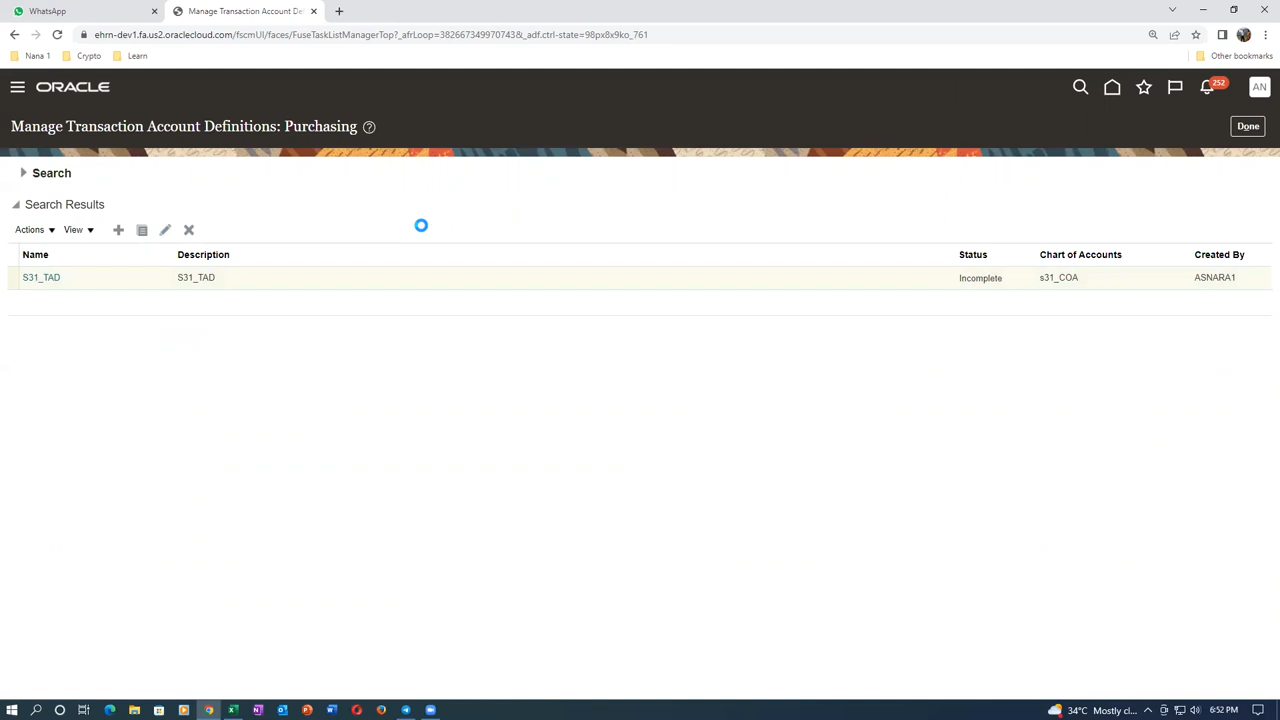 WhatsApp
Manage Transaction Account Def
ehrn-dev1.fa.us2.oraclecloud.com/fscmUI/faces/FuseTaskListManagerTop?_afrLoop=382667349970743&_adf.ctrl-state=98px8x9ko_761
Nana 1
Crypto
Learn
Other bookmarks
ORACLE
252
AN
Manage Transaction Account Definitions: Purchasing
Done
Search
Search Results
Actions
View
Name Description Status Chart of Accounts Created By
S31_TAD S31_TAD Incomplete s31_COA ASNARA1
34°C Mostly cl...
6:52 PM